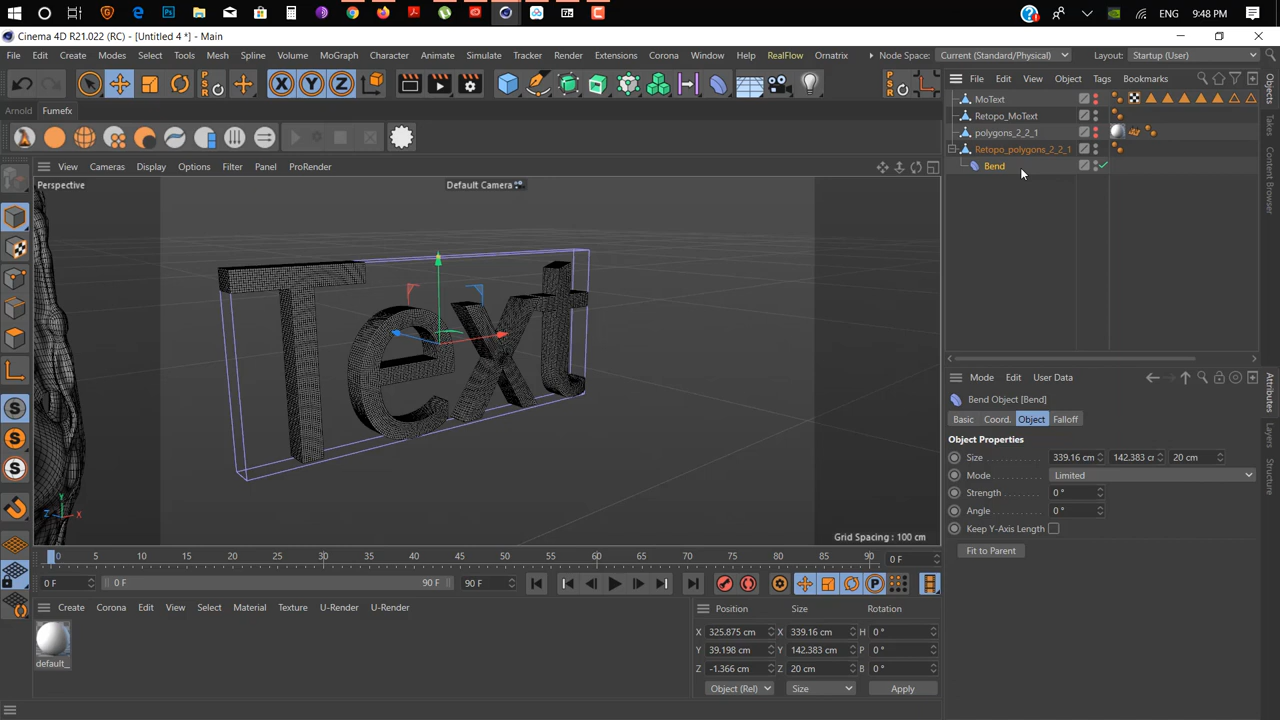 ENG 9:48 PM
Cinema 4D R21.022 (RC) - [Untitled 4 *] - Main
File Edit Create Modes Select Tools Mesh Spline Volume MoGraph Character Animate Simulate Tracker Render Extensions Corona Window Help RealFlow Ornatrix Node Space: Current (Standard/Physical) Layout: Startup (User)
File Edit View Object Tags Bookmarks
Arnold Fumefx
MoText
Retopo_MoText
polygons_2_2_1
Retopo_polygons_2_2_1
Bend
View Cameras Display Options Filter Panel ProRender
Perspective Default Camera
Text
Y
Z X
Grid Spacing : 100 cm
Objects
Takes
Content Browser
Mode Edit User Data
Attributes
Layers
Structure
Bend Object [Bend]
Basic Coord. Object Falloff
Object Properties
Size 339.16 cm 142.383 cr 20 cm
Mode Limited
Strength 0 °
Angle 0 °
Keep Y-Axis Length
Fit to Parent
0 5 10 15 20 25 30 35 40 45 50 55 60 65 70 75 80 85 90 0 F
0 F 0 F 90 F 90 F
Create Corona Edit View Select Material Texture U-Render U-Render
default_
Position Size Rotation
X 325.875 cm X 339.16 cm H 0 °
Y 39.198 cm Y 142.383 cm P 0 °
Z -1.366 cm Z 20 cm B 0 °
Object (Rel) Size Apply